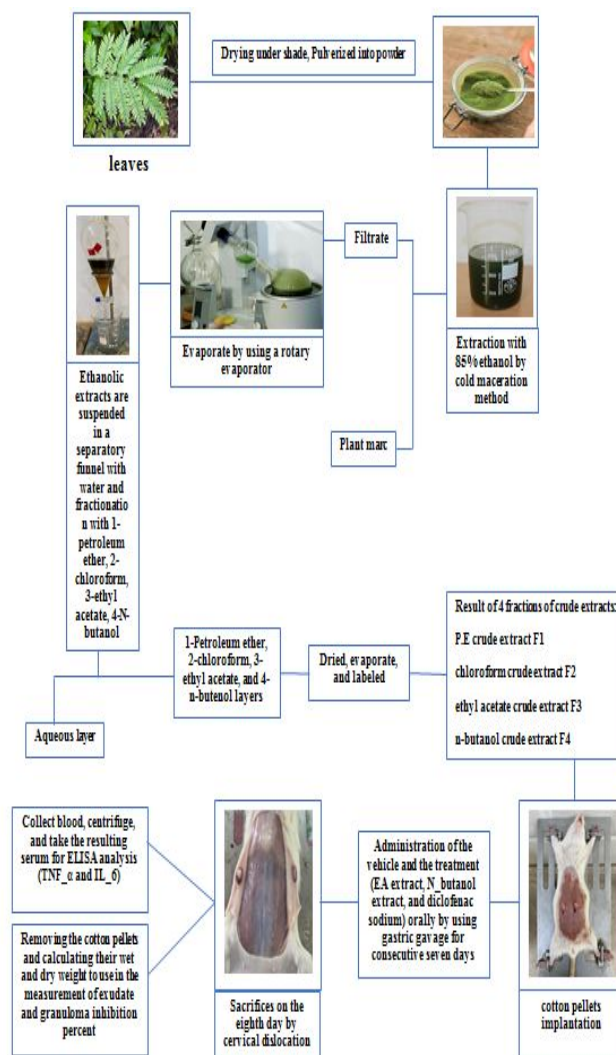 Drying under shade, Pulverized into powder
leaves
Filtrate
Evaporate by using a rotary
evaporator
Extraction with
85% ethanol by
cold maceration
method
Plant marc
Ethanolic
extracts are
suspended
in a
separatory
funnel with
water and
fractionatio
n with 1-
petroleum
ether, 2-
chloroform,
3-ethyl
acetate, 4-N-
butanol
Aqueous layer
1-Petroleum ether,
2-chloroform, 3-
ethyl acetate, and 4-
n-butenol layers
Dried, evaporate,
and labeled
Result of 4 fractions of crude extracts:
P.E crude extract F1
chloroform crude extract F2
ethyl acetate crude extract F3
n-butanol crude extract F4
Collect blood, centrifuge,
and take the resulting
serum for ELISA analysis
(TNF_α and IL_6)
Removing the cotton pellets
and calculating their wet
and dry weight to use in the
measurement of exudate
and granuloma inhibition
percent
Sacrifices on the
eighth day by
cervical dislocation
Administration of the
vehicle and the treatment
(EA extract, N_butanol
extract, and diclofenac
sodium) orally by using
gastric gavage for
consecutive seven days
cotton pellets
implantation